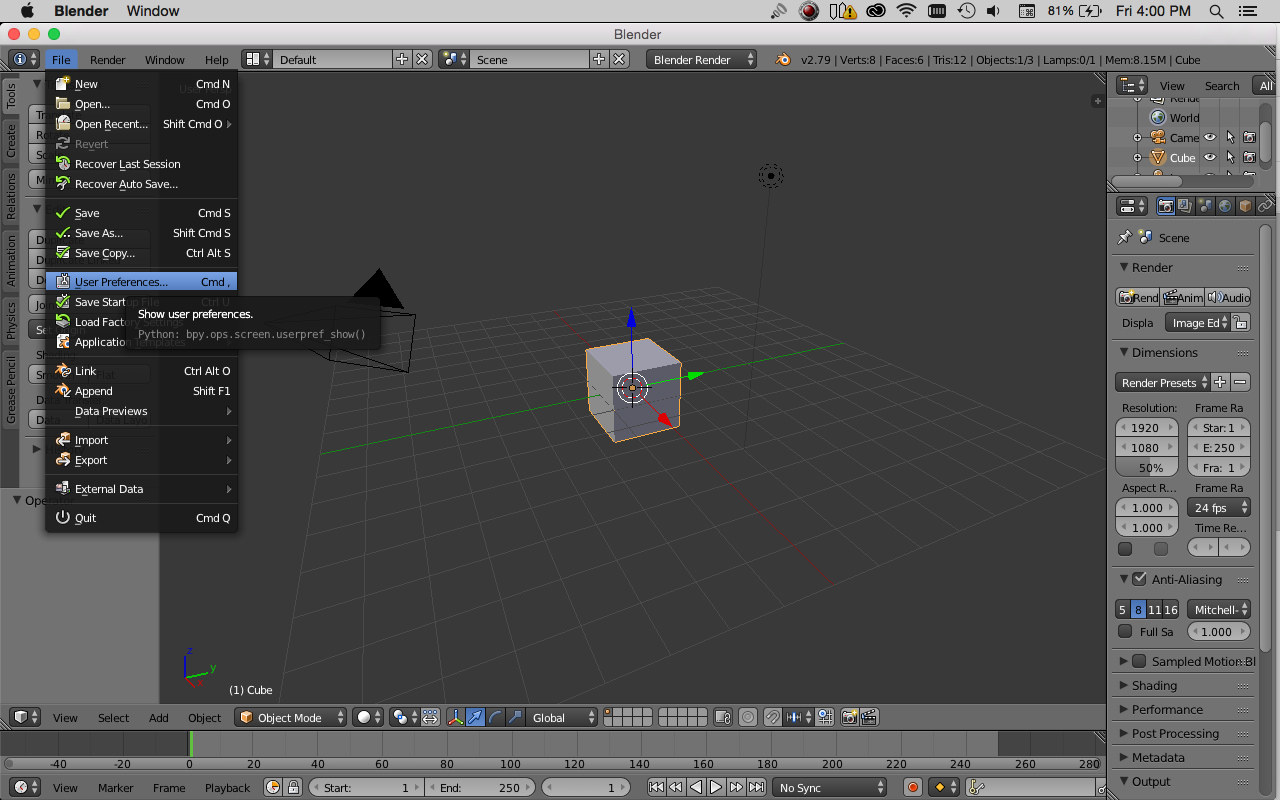 Blender Window 81% Fri 4:00 PM
Blender
File Render Window Help Default Scene Blender Render v2.79 | Verts:8 | Faces:6 | Tris:12 | Objects:1/3 | Lamps:0/1 | Mem:8.15M | Cube
New Cmd N
Open... Cmd O
Open Recent... Shift Cmd O
Revert
Recover Last Session
Recover Auto Save...
Save Cmd S
Save As... Shift Cmd S
Save Copy... Ctrl Alt S
User Preferences... Cmd ,
Save Startup File Ctrl U
Load Factory Settings
Application Templates
Link Ctrl Alt O
Append Shift F1
Data Previews
Import
Export
External Data
Quit Cmd Q
Show user preferences.
Python: bpy.ops.screen.userpref_show()
Tools
Create
Relations
Animation
Physics
Grease Pencil
(1) Cube
z
y
View Search All
World
Came
Cube
Scene
Render
Rend Anim Audio
Displa Image Ed
Dimensions
Render Presets
Resolution: Frame Ra
1920 Star: 1
1080 E: 250
50% Fra: 1
Aspect R... Frame Ra
1.000 24 fps
1.000 Time Re...
Anti-Aliasing
5 8 11 16 Mitchell-
Full Sa 1.000
Sampled Motion Bl
Shading
Performance
Post Processing
Metadata
Output
View Select Add Object Object Mode Global
-40 -20 0 20 40 60 80 100 120 140 160 180 200 220 240 260 280
View Marker Frame Playback Start: 1 End: 250 1 No Sync